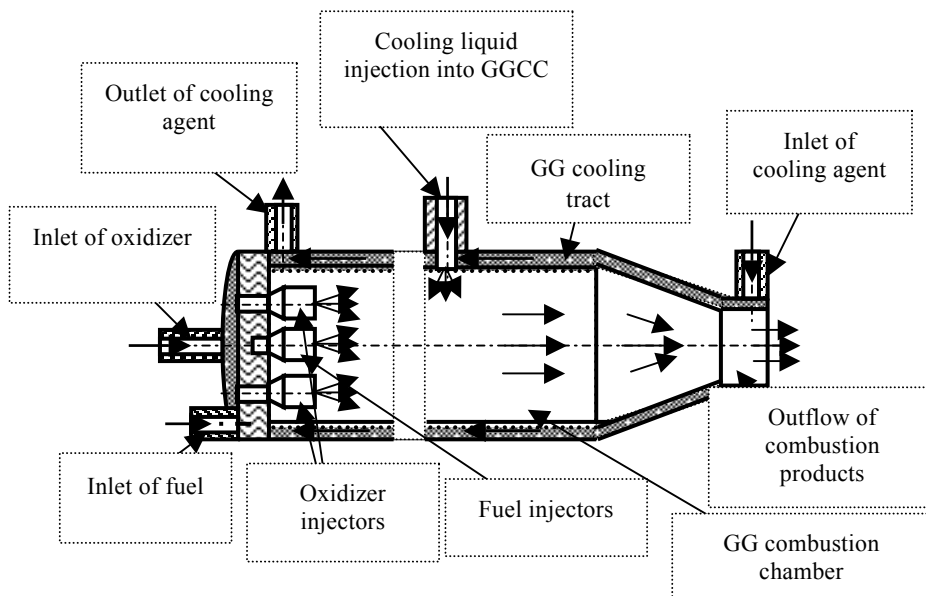 Cooling liquid
injection into GGCC
Outlet of cooling
agent
Inlet of
cooling agent
GG cooling
tract
Inlet of oxidizer
Inlet of fuel
Oxidizer
injectors
Fuel injectors
Outflow of
combustion
products
GG combustion
chamber